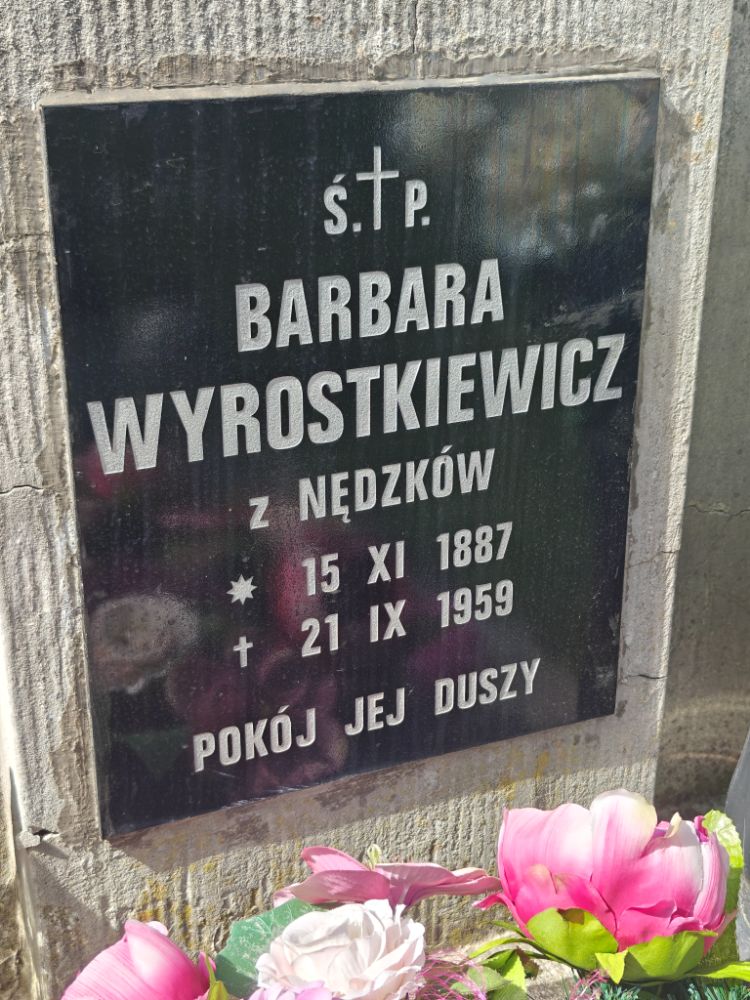 Ś.†P.
BARBARA
WYROSTKIEWICZ
z NĘDZKÓW
* 15 XI 1887
† 21 IX 1959
POKÓJ JEJ DUSZY